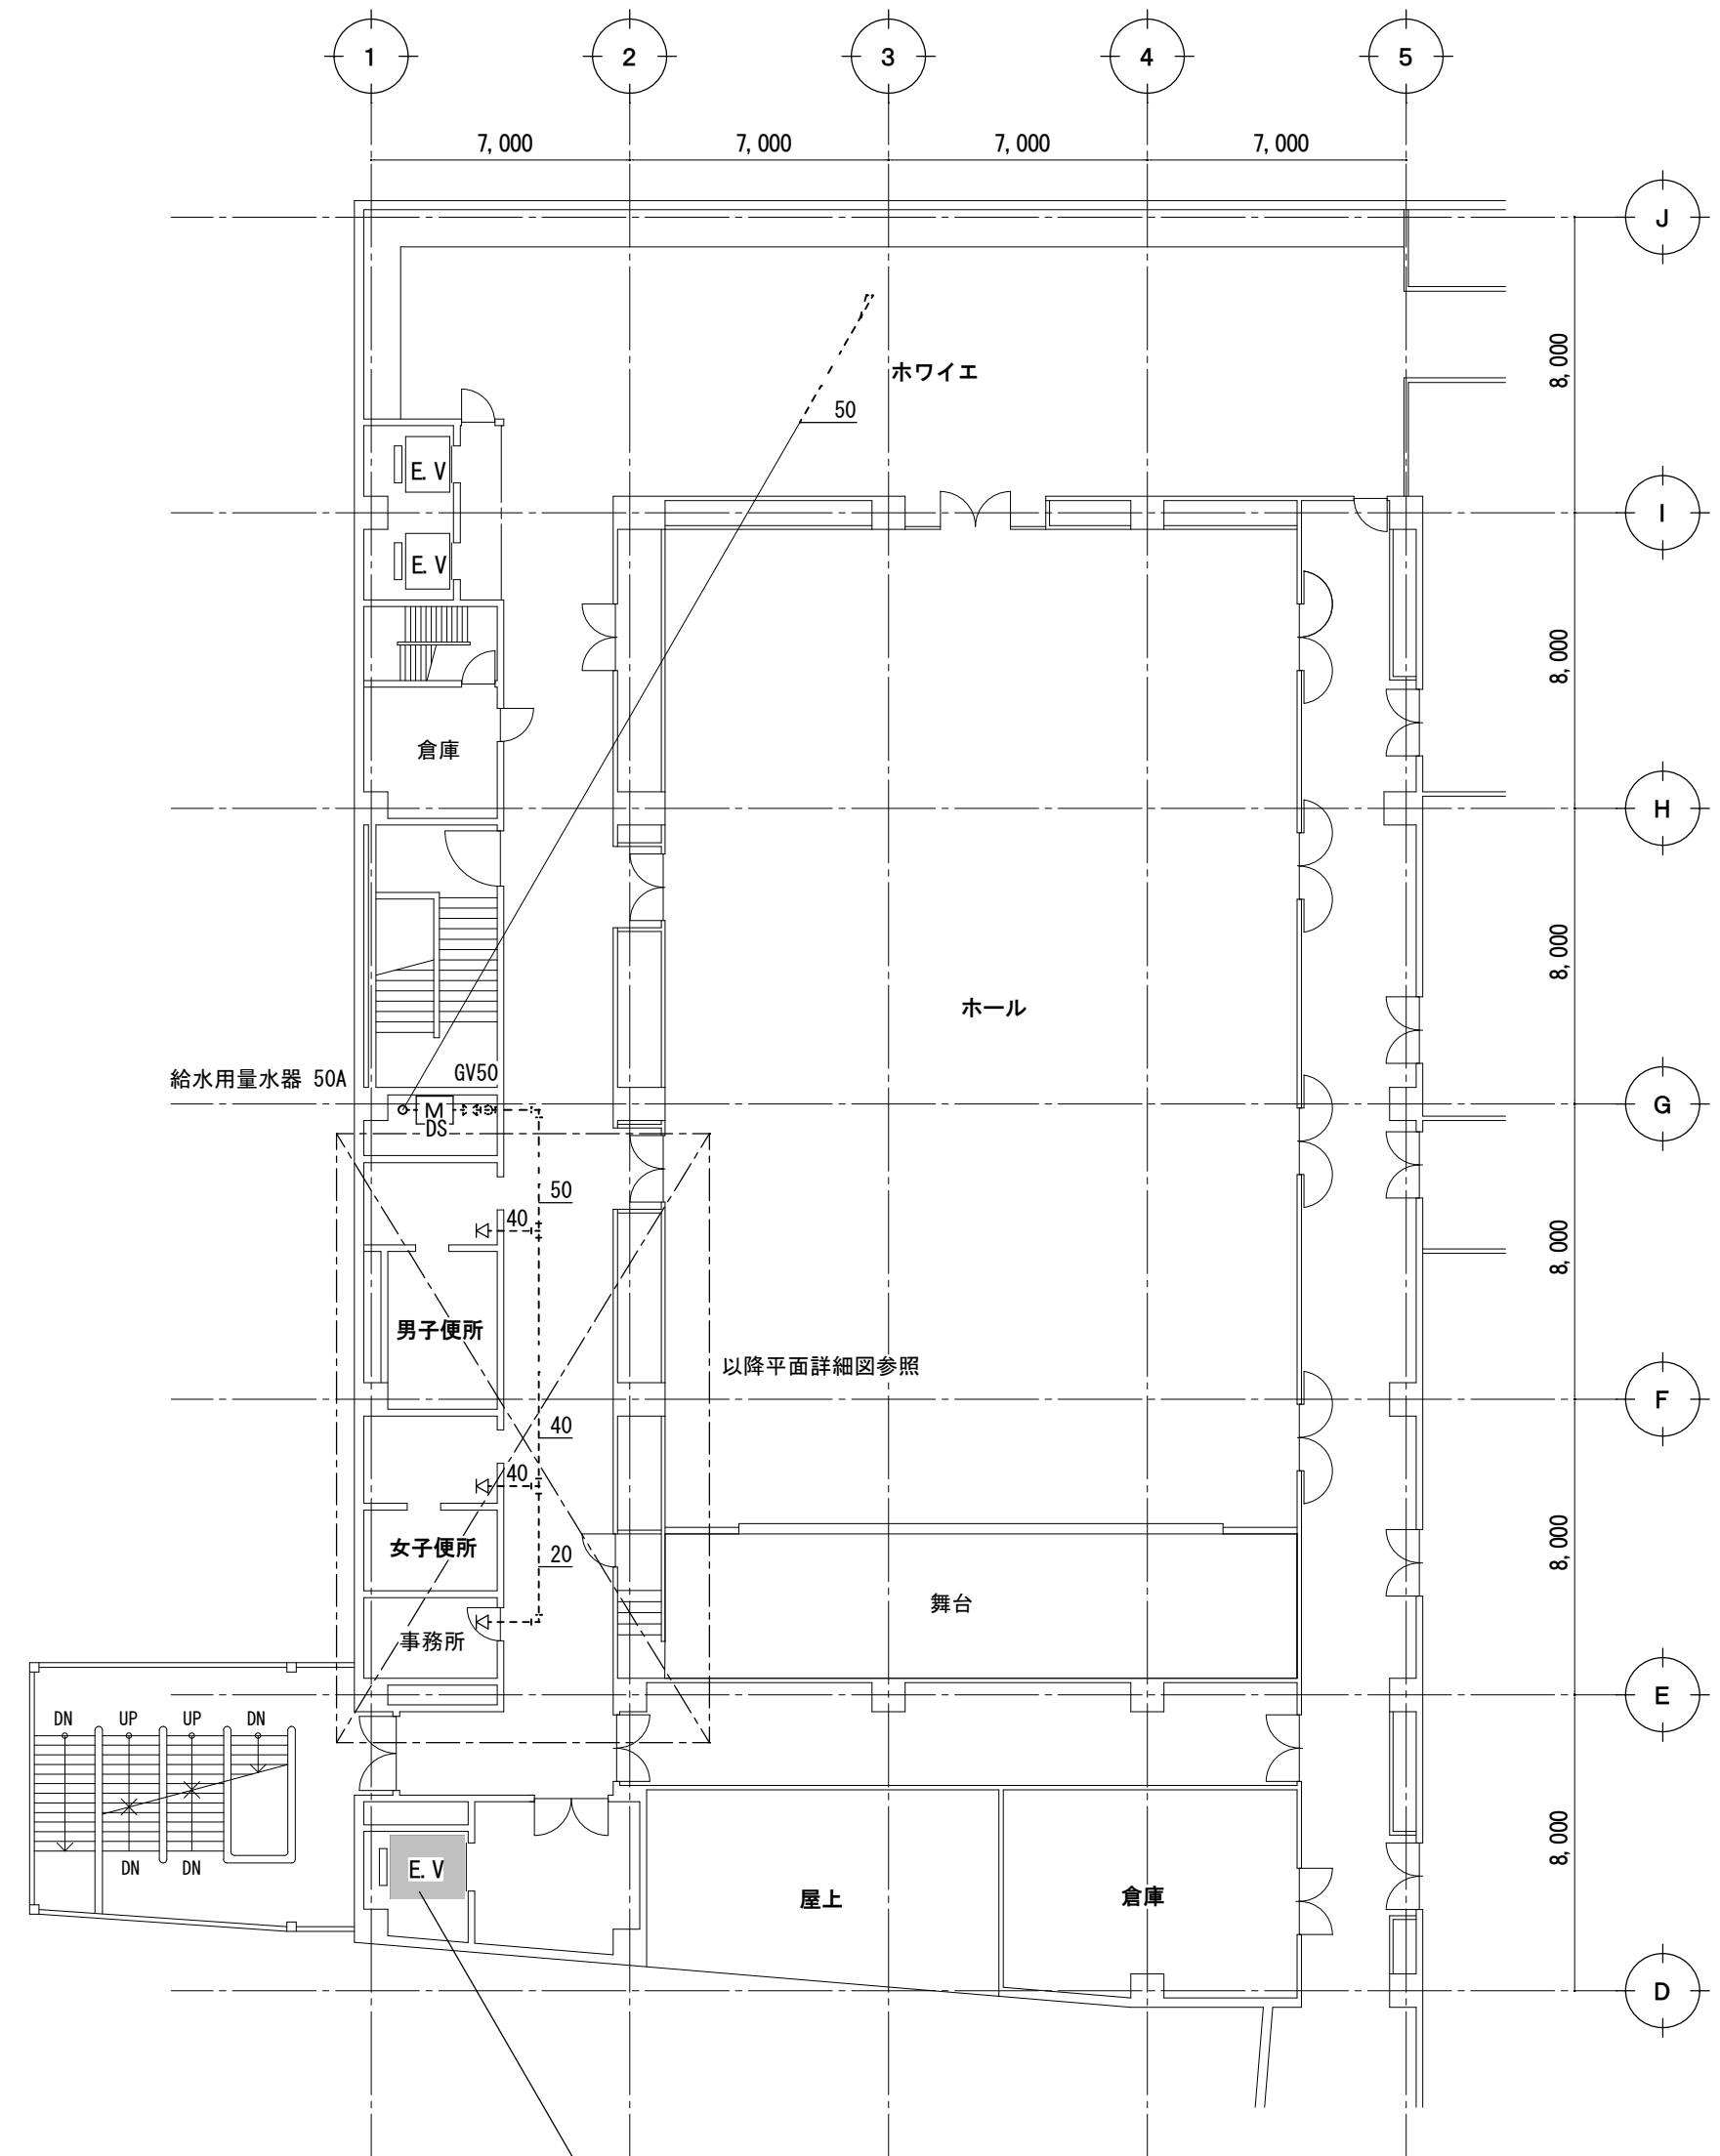 1 2 3 4 5
7,000 7,000 7,000 7,000
J
8,000
ホワイエ
50
E.V
I
E.V
8,000
倉庫
H
8,000
ホール
給水用量水器 50A
GV50
G
M
DS
50
40
8,000
男子便所
以降平面詳細図参照
F
40
40
女子便所
20
8,000
舞台
事務所
E
DN UP UP DN
8,000
DN DN
E.V
屋上
倉庫
D